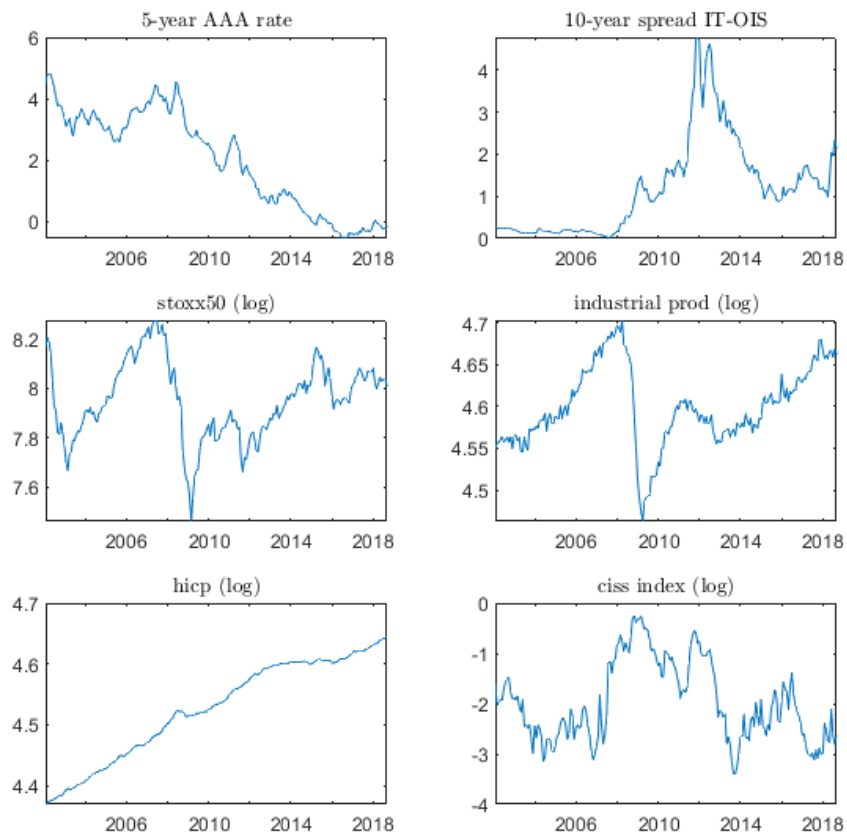 5-year AAA rate
6
4
2
0
2006 2010 2014 2018
10-year spread IT-OIS
4
3
2
1
0
2006 2010 2014 2018
stoxx50 (log)
8.2
8
7.8
7.6
2006 2010 2014 2018
industrial prod (log)
4.7
4.65
4.6
4.55
4.5
2006 2010 2014 2018
hicp (log)
4.7
4.6
4.5
4.4
2006 2010 2014 2018
ciss index (log)
0
-1
-2
-3
-4
2006 2010 2014 2018